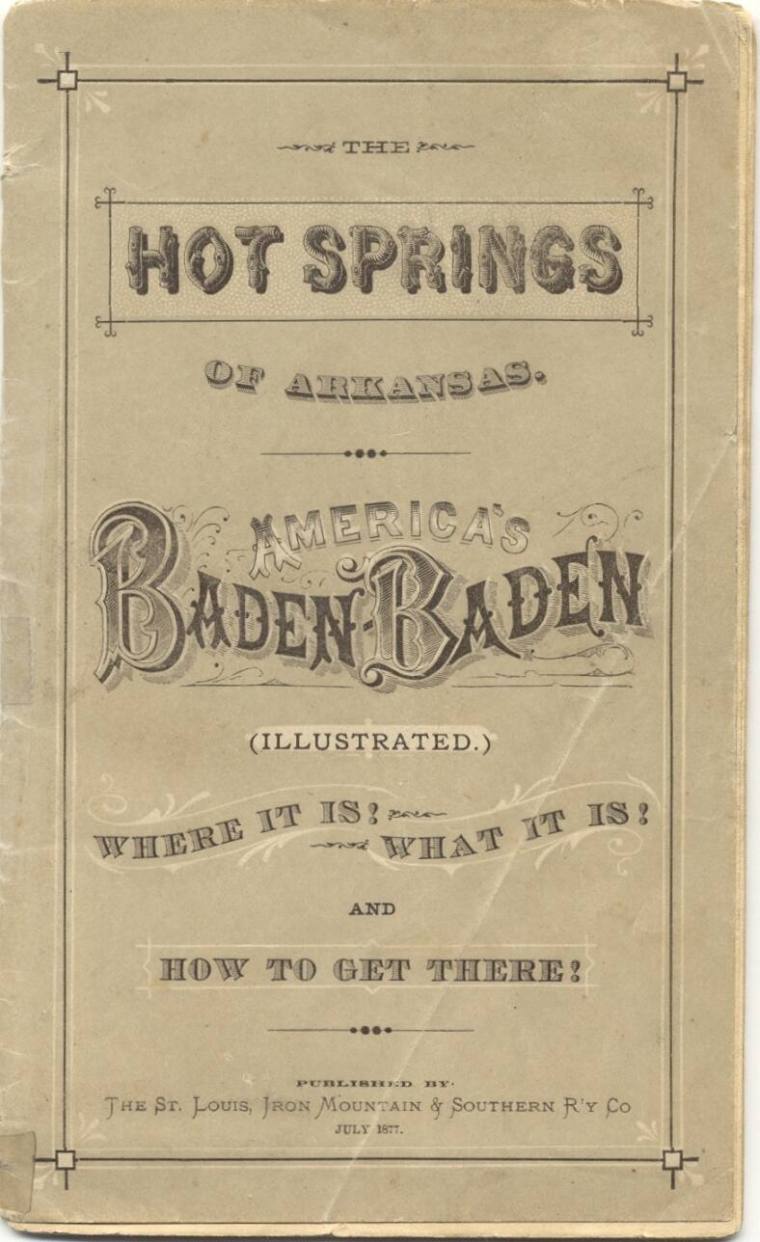 THE
HOT SPRINGS
OF ARKANSAS.
AMERICA'S
BADEN-BADEN
(ILLUSTRATED.)
WHERE IT IS!
WHAT IT IS!
AND
HOW TO GET THERE!
PUBLISHED BY
THE ST. LOUIS, IRON MOUNTAIN & SOUTHERN R'Y CO
JULY 1877.